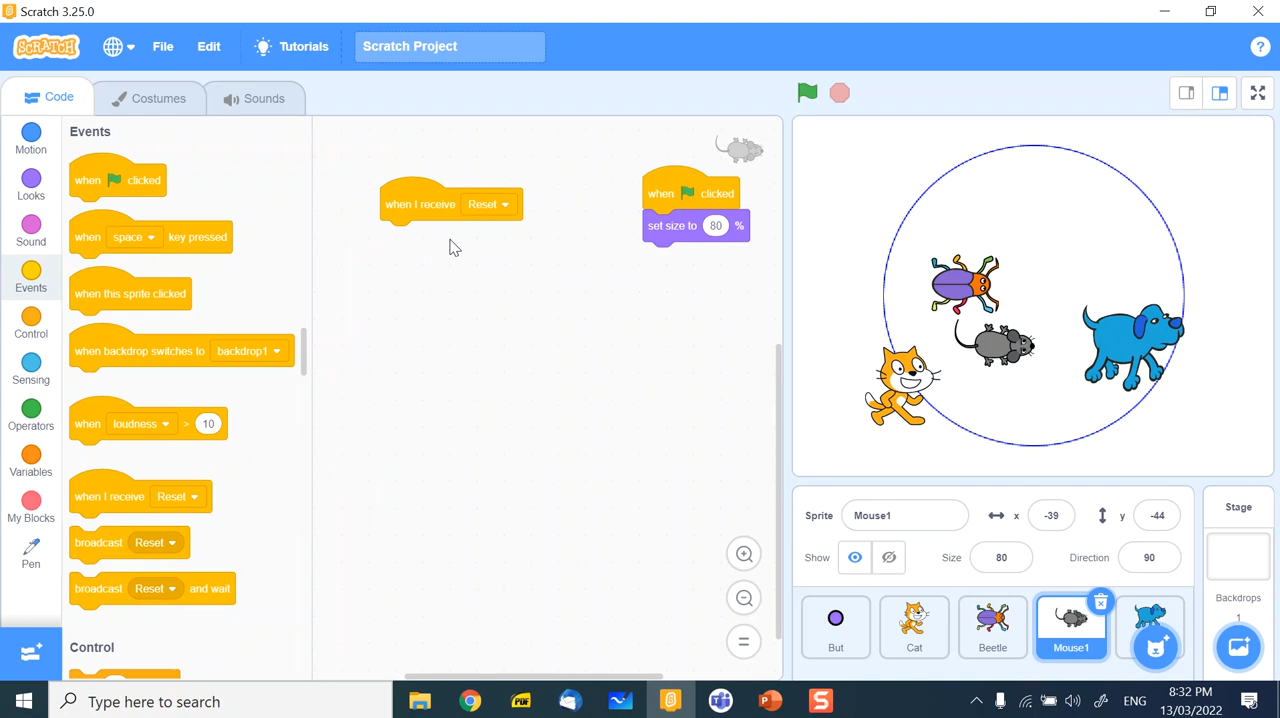 Scratch 3.25.0
SCRATCH File Edit Tutorials Scratch Project ?
Code Costumes Sounds
Motion
Looks
Sound
Events
Control
Sensing
Operators
Variables
My Blocks
Pen
Events
when clicked
when space key pressed
when this sprite clicked
when backdrop switches to backdrop1
when loudness > 10
when I receive Reset
broadcast Reset
broadcast Reset and wait
Control
when I receive Reset
when clicked
set size to 80 %
Sprite Mouse1 x -39 y -44
Show Size 80 Direction 90
But Cat Beetle Mouse1
Stage
Backdrops
1
Type here to search
PDF
S
ENG
8:32 PM
13/03/2022